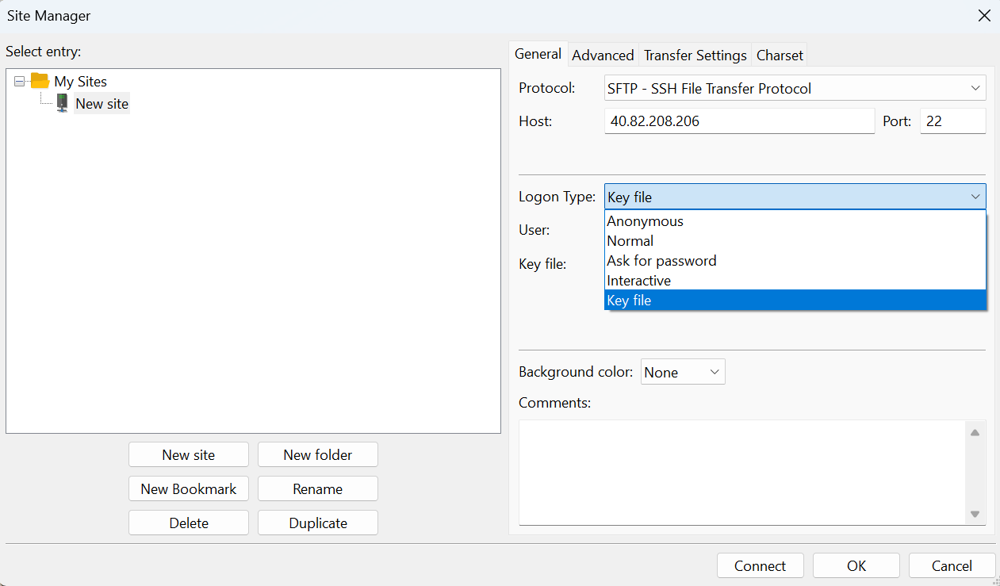 Site Manager
Select entry:
My Sites
New site
New site
New folder
New Bookmark
Rename
Delete
Duplicate
General
Advanced
Transfer Settings
Charset
Protocol:
SFTP - SSH File Transfer Protocol
Host:
40.82.208.206
Port:
22
Logon Type:
Key file
Anonymous
Normal
Ask for password
Interactive
Key file
User:
Key file:
Background color:
None
Comments:
Connect
OK
Cancel